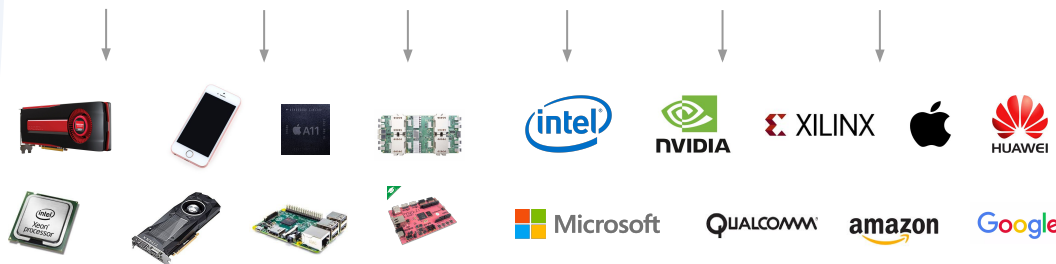 A11
intel
nVIDIA
XILINX
HUAWEI
intel
Xeon
processor
Microsoft
QUALCOMM
amazon
Google